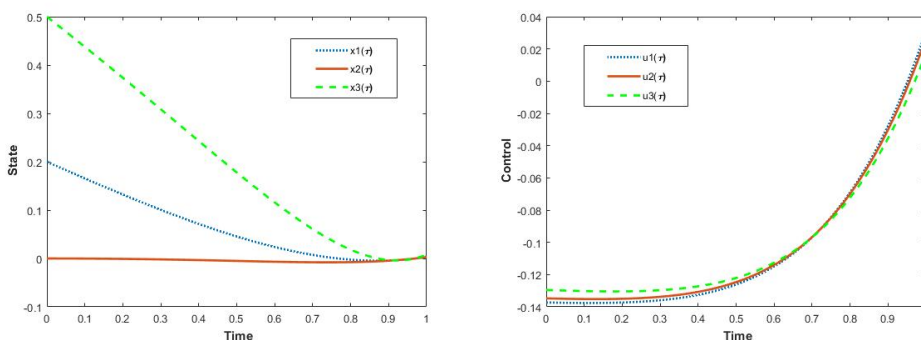 0.5
0.4
0.3
0.2
0.1
0
-0.1
State
0 0.1 0.2 0.3 0.4 0.5 0.6 0.7 0.8 0.9 1
Time
x1(τ)
x2(τ)
x3(τ)
0.04
0.02
0
-0.02
-0.04
-0.06
-0.08
-0.1
-0.12
-0.14
Control
0 0.1 0.2 0.3 0.4 0.5 0.6 0.7 0.8 0.9
Time
u1(τ)
u2(τ)
u3(τ)